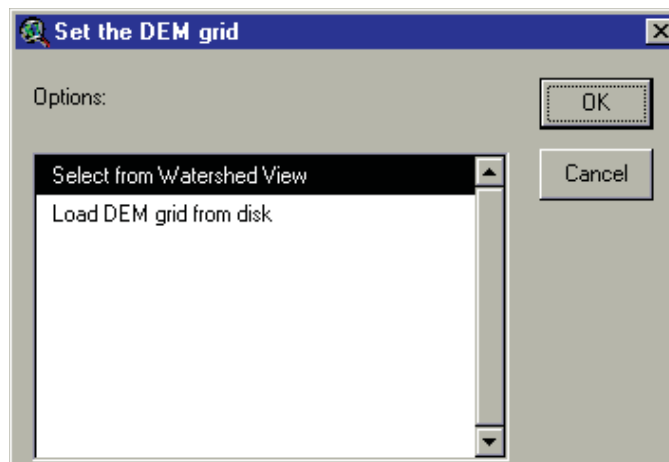 Set the DEM grid
Options:
OK
Cancel
Select from Watershed View
Load DEM grid from disk